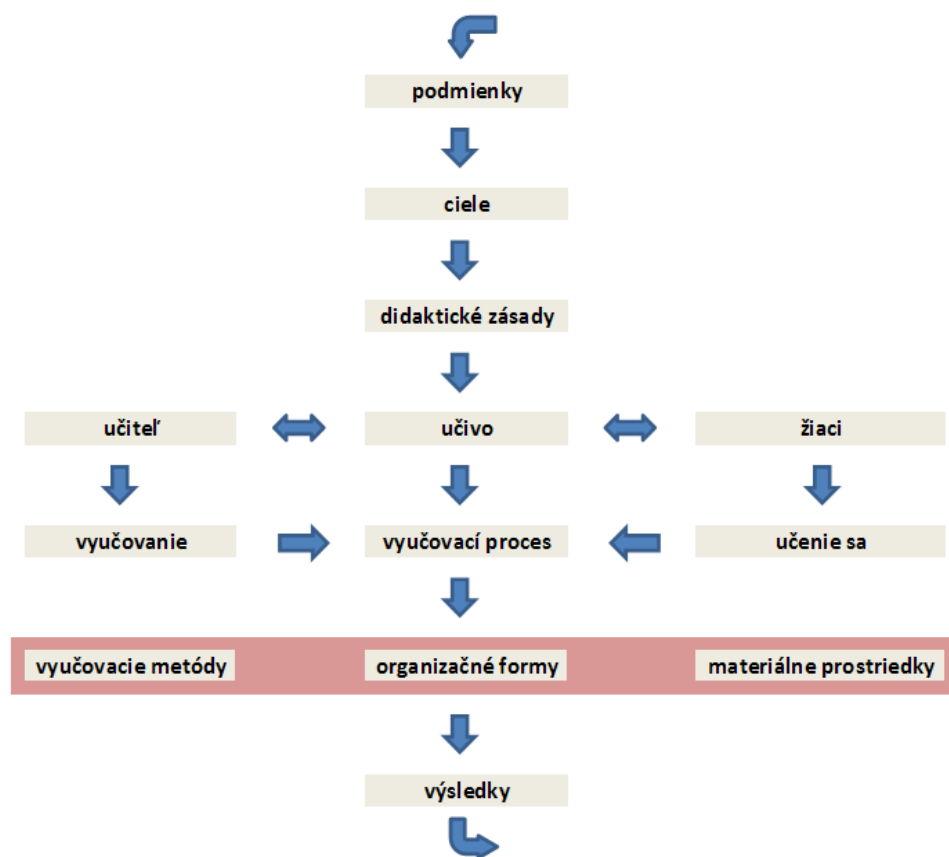 podmienky
ciele
didaktické zásady
učiteľ
učivo
žiaci
vyučovanie
vyučovací proces
učenie sa
vyučovacie metódy
organizačné formy
materiálne prostriedky
výsledky